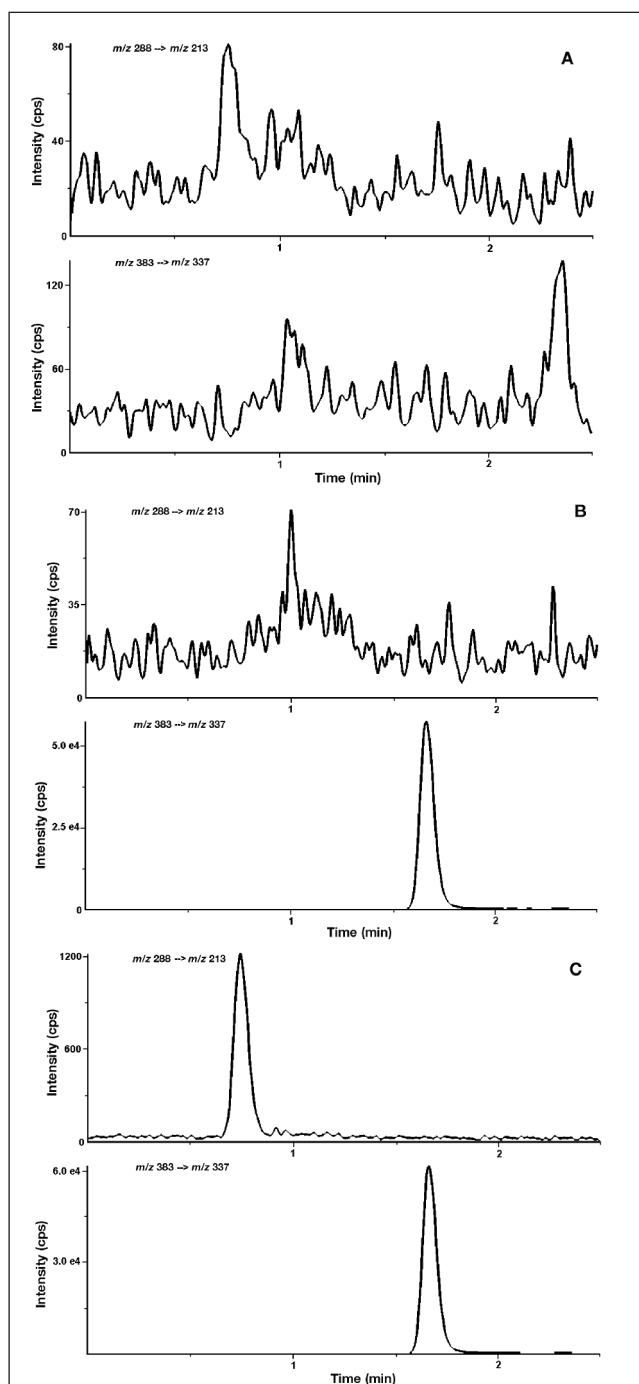 m/z 288 --> m/z 213
A
80
40
0
Intensity (cps)
1
2
m/z 383 --> m/z 337
120
60
0
Intensity (cps)
1
2
Time (min)
m/z 288 --> m/z 213
B
70
35
0
Intensity (cps)
1
2
m/z 383 --> m/z 337
5.0 e4
2.5 e4
0
Intensity (cps)
1
2
Time (min)
m/z 288 --> m/z 213
C
1200
600
0
Intensity (cps)
1
2
m/z 383 --> m/z 337
6.0 e4
3.0 e4
Intensity (cps)
1
2
Time (min)